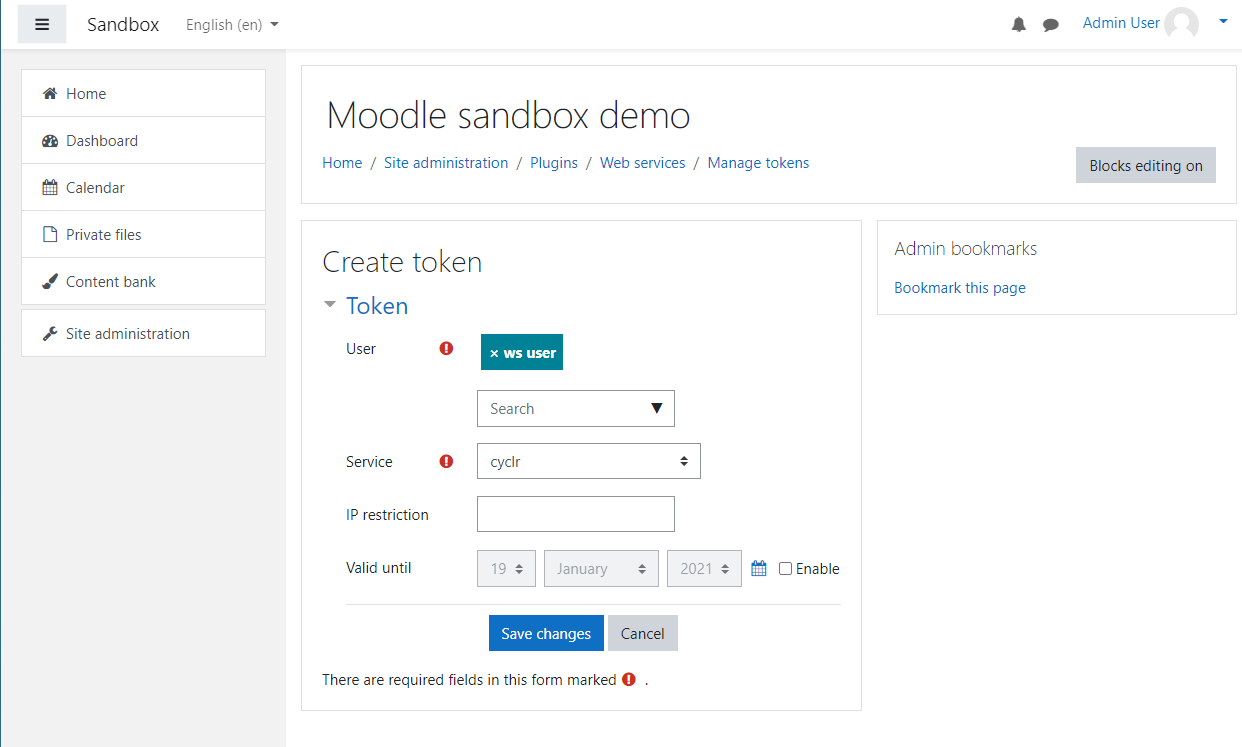 Sandbox English (en) Admin User
Home
Dashboard
Calendar
Private files
Content bank
Site administration
Moodle sandbox demo
Home / Site administration / Plugins / Web services / Manage tokens
Blocks editing on
Create token
Token
User × ws user
Search
Service cyclr
IP restriction
Valid until 19 January 2021 Enable
Save changes Cancel
There are required fields in this form marked .
Admin bookmarks
Bookmark this page